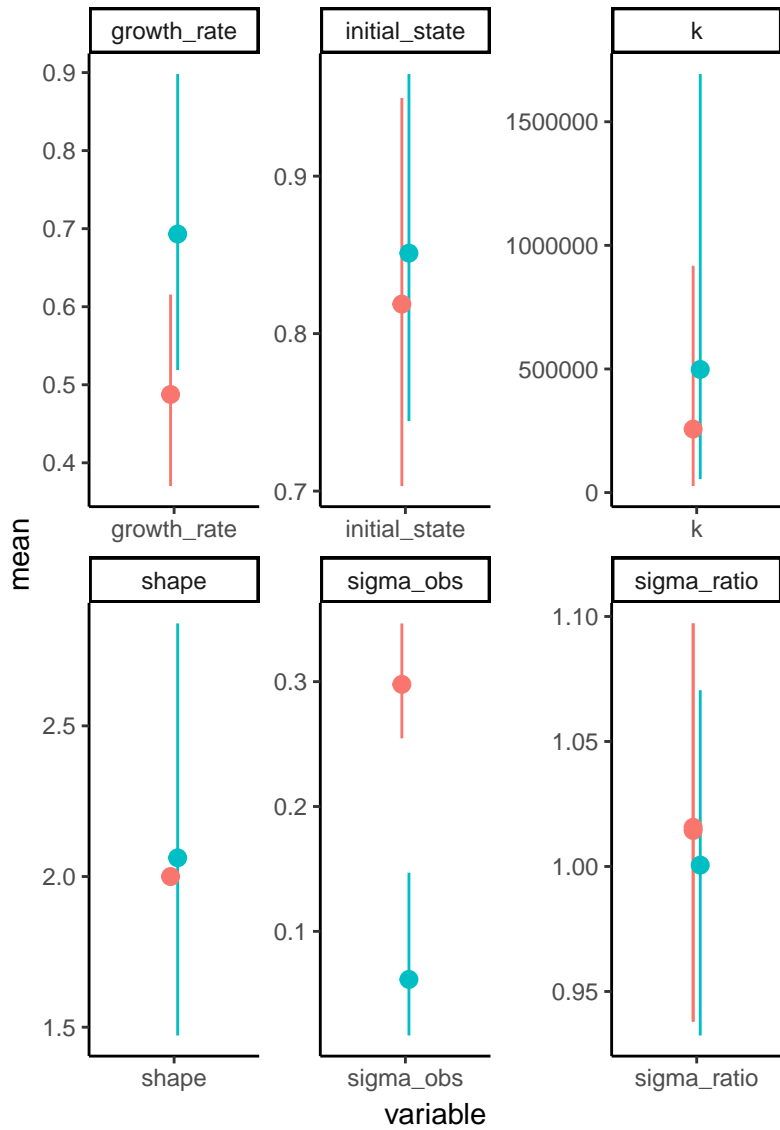 growth_rate
initial_state
k
0.9
0.8
0.7
0.6
0.5
0.4
0.9
0.8
0.7
1500000
1000000
500000
0
growth_rate
initial_state
k
mean
shape
sigma_obs
sigma_ratio
2.5
2.0
1.5
0.3
0.2
0.1
1.10
1.05
1.00
0.95
shape
sigma_obs
sigma_ratio
variable